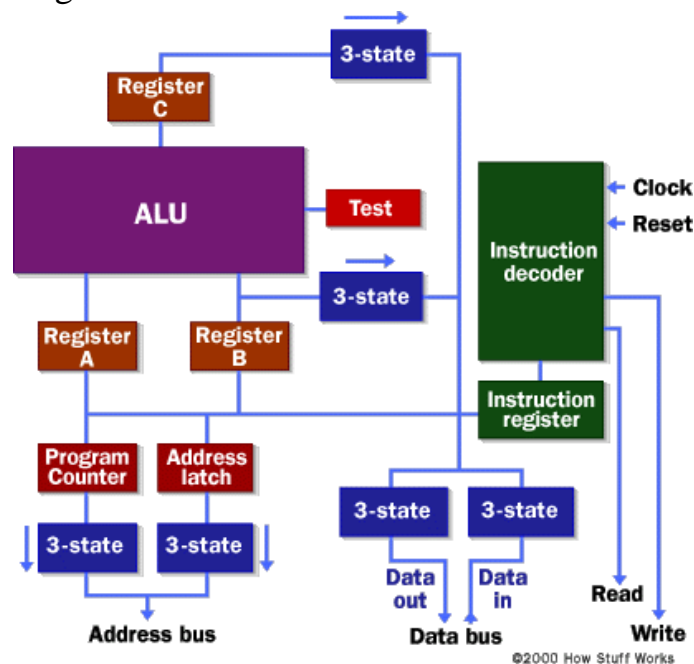 3-state
Register
C
ALU
Test
Clock
Reset
Instruction
decoder
3-state
Register
A
Register
B
Instruction
register
Program
Counter
Address
latch
3-state
3-state
3-state
3-state
Data
out
Data
in
Read
Address bus
Data bus
Write
©2000 How Stuff Works